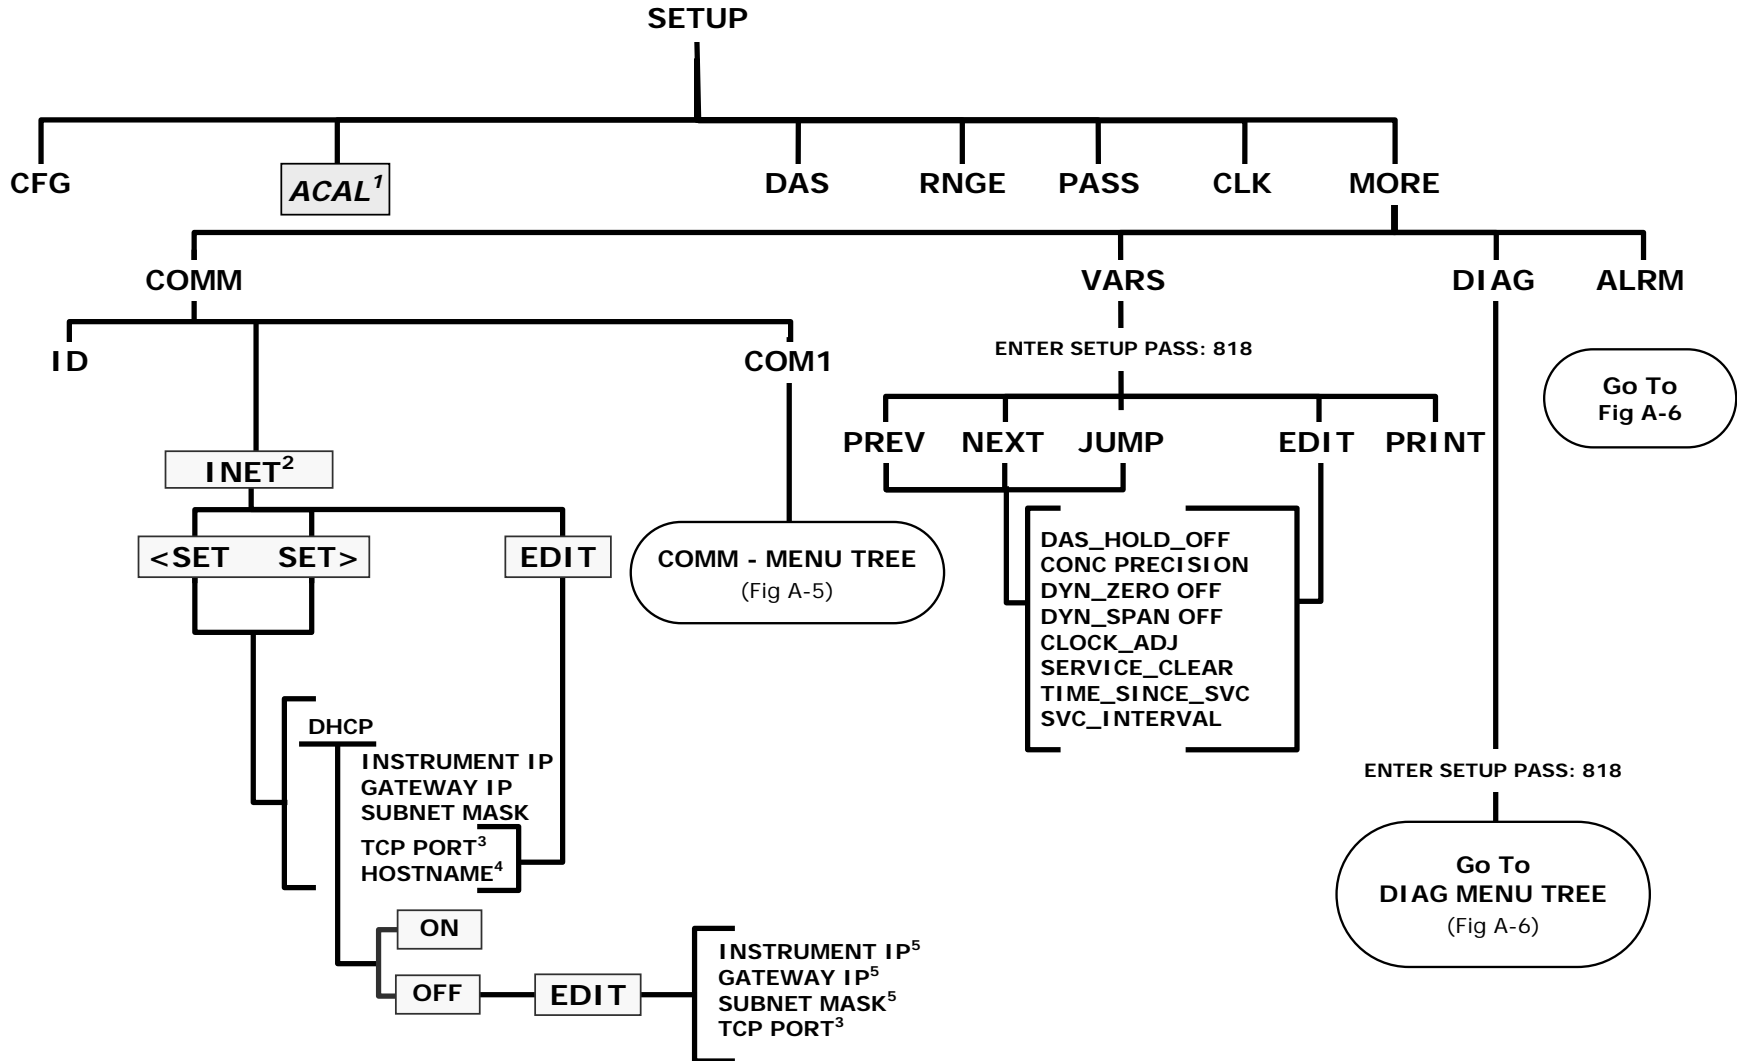 SETUP
CFG
ACAL¹
DAS
RNGE
PASS
CLK
MORE
COMM
VARS
DIAG
ALRM
ID
COM1
ENTER SETUP PASS: 818
Go To
Fig A-6
PREV
NEXT
JUMP
EDIT
PRINT
INET²
<SET SET>
EDIT
COMM - MENU TREE
(Fig A-5)
DAS_HOLD_OFF
CONC PRECISION
DYN_ZERO OFF
DYN_SPAN OFF
CLOCK_ADJ
SERVICE_CLEAR
TIME_SINCE_SVC
SVC_INTERVAL
DHCP
INSTRUMENT IP
GATEWAY IP
SUBNET MASK
TCP PORT³
HOSTNAME⁴
ENTER SETUP PASS: 818
Go To
DIAG MENU TREE
(Fig A-6)
ON
OFF
EDIT
INSTRUMENT IP⁵
GATEWAY IP⁵
SUBNET MASK⁵
TCP PORT³